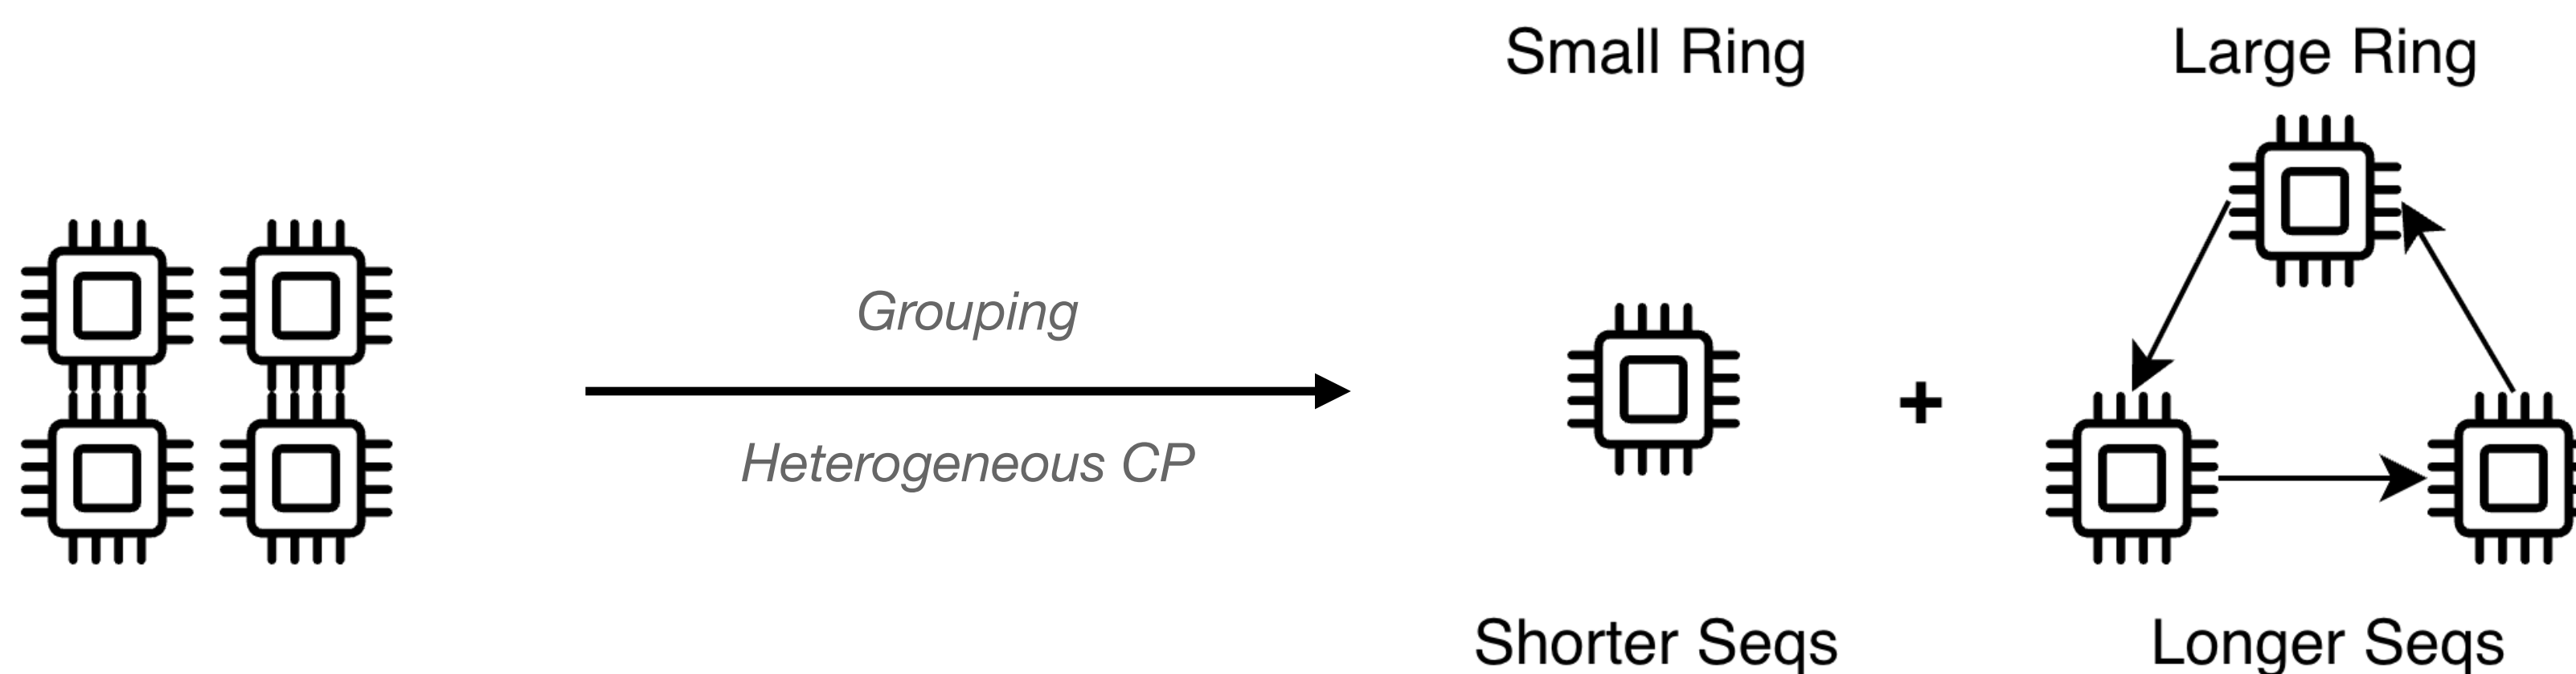 Small Ring
Large Ring
Grouping
Heterogeneous CP
+
Shorter Seqs
Longer Seqs